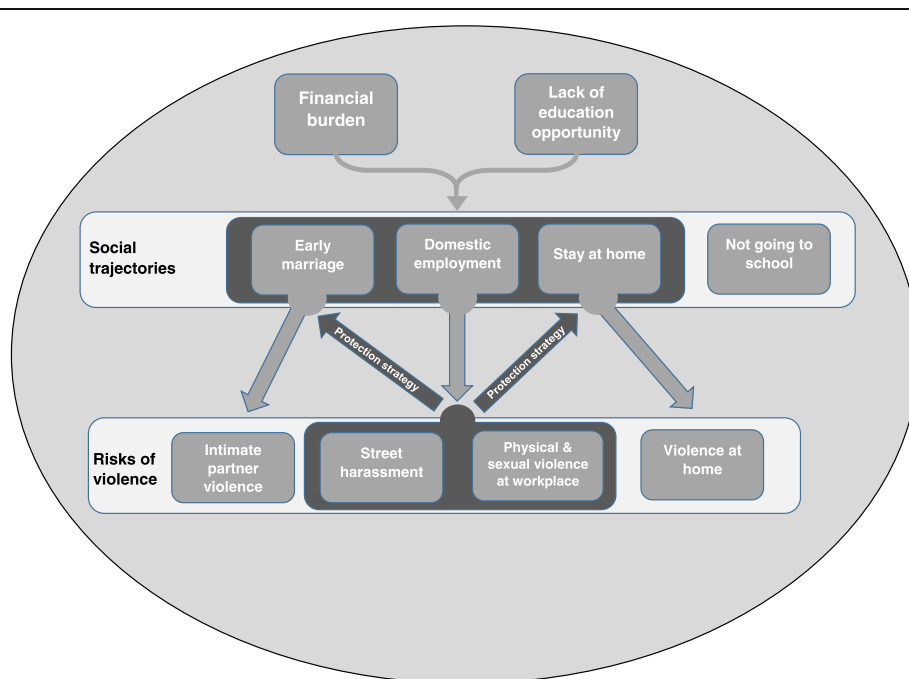 Financial
burden
Lack of
education
opportunity
Social
trajectories
Early
marriage
Domestic
employment
Stay at home
Not going to
school
Protection strategy
Protection strategy
Risks of
violence
Intimate
partner
violence
Street
harassment
Physical &
sexual violence
at workplace
Violence at
home